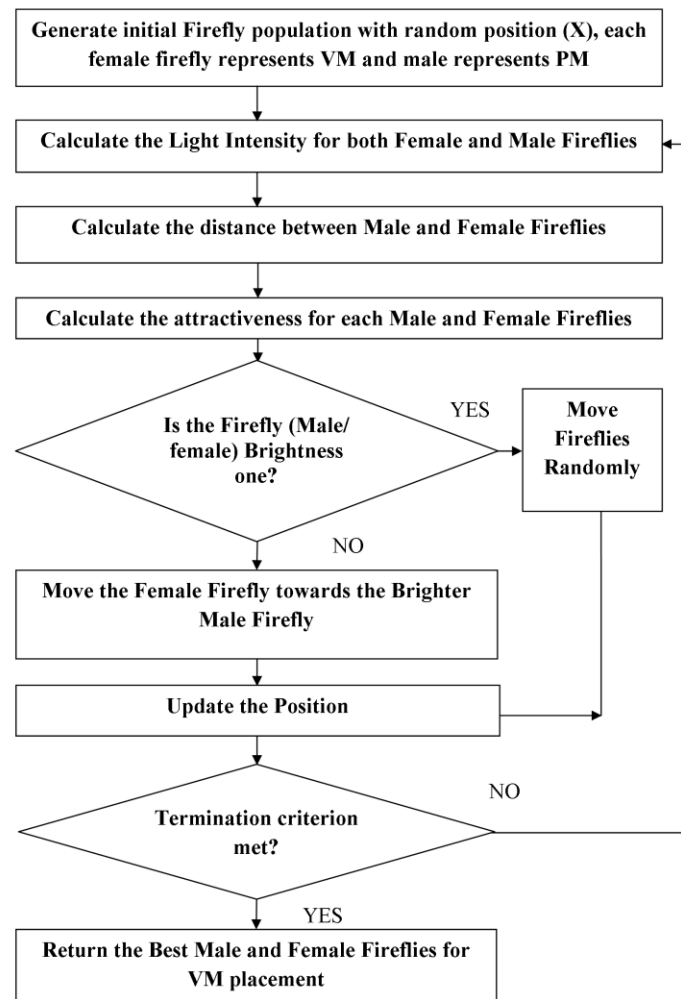 Generate initial Firefly population with random position (X), each
female firefly represents VM and male represents PM
Calculate the Light Intensity for both Female and Male Fireflies
Calculate the distance between Male and Female Fireflies
Calculate the attractiveness for each Male and Female Fireflies
Is the Firefly (Male/
female) Brightness
one?
YES
Move
Fireflies
Randomly
NO
Move the Female Firefly towards the Brighter
Male Firefly
Update the Position
Termination criterion
met?
NO
YES
Return the Best Male and Female Fireflies for
VM placement